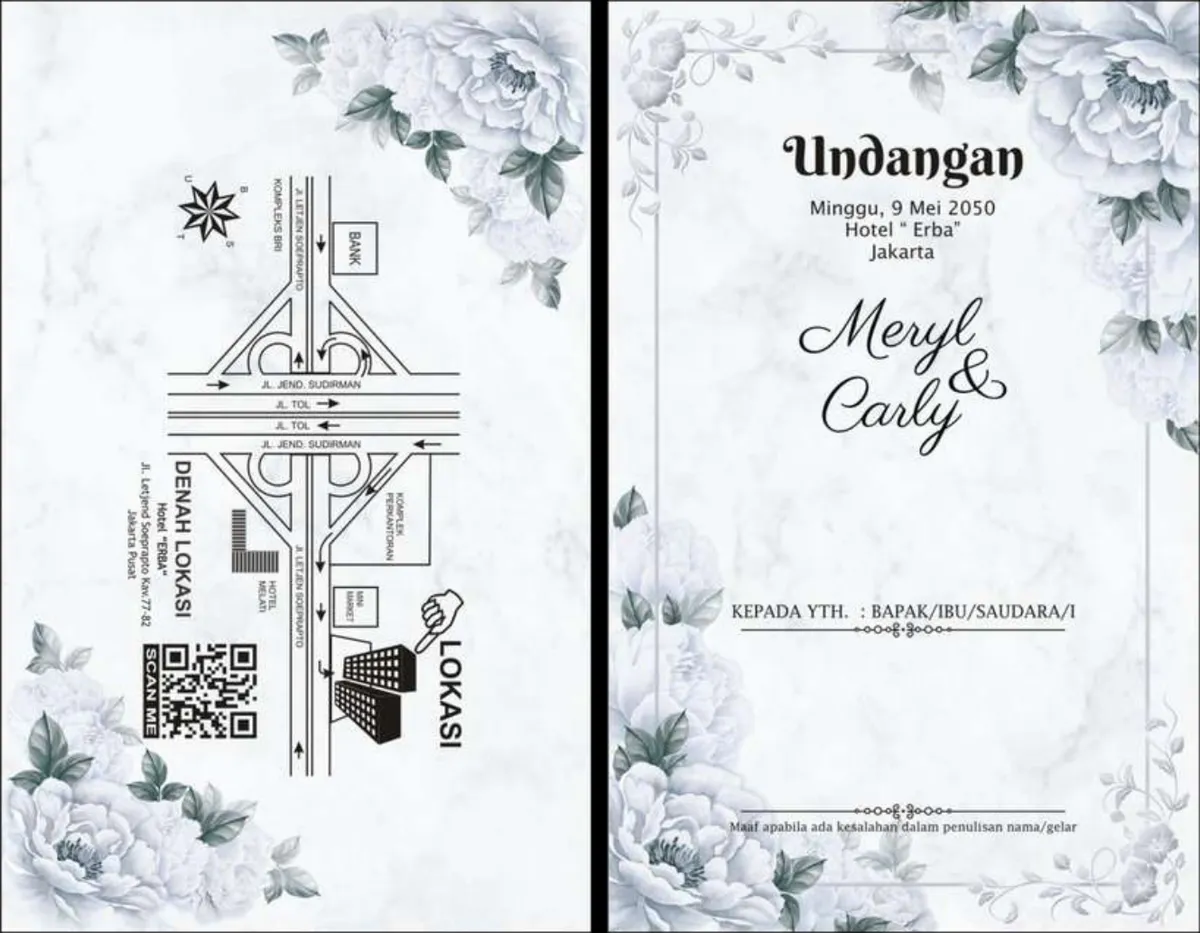 U
B
T
S
KOMPLEKS BRI
Jl. LETJEN SOEPRAPTO
BANK
JL. JEND. SUDIRMAN
JL. TOL
JL. TOL
JL. JEND. SUDIRMAN
KOMPLEK
PERKANTORAN
Jl. LETJEN SOEPRAPTO
HOTEL
MELATI
MINI
MARKET
LOKASI
DENAH LOKASI
Hotel "ERBA"
Jl. Letjend Soeprapto Kav.77-82
Jakarta Pusat
SCAN ME
Undangan
Minggu, 9 Mei 2050
Hotel “ Erba”
Jakarta
Meryl
&
Carly
KEPADA YTH. : BAPAK/IBU/SAUDARA/I
Maaf apabila ada kesalahan dalam penulisan nama/gelar